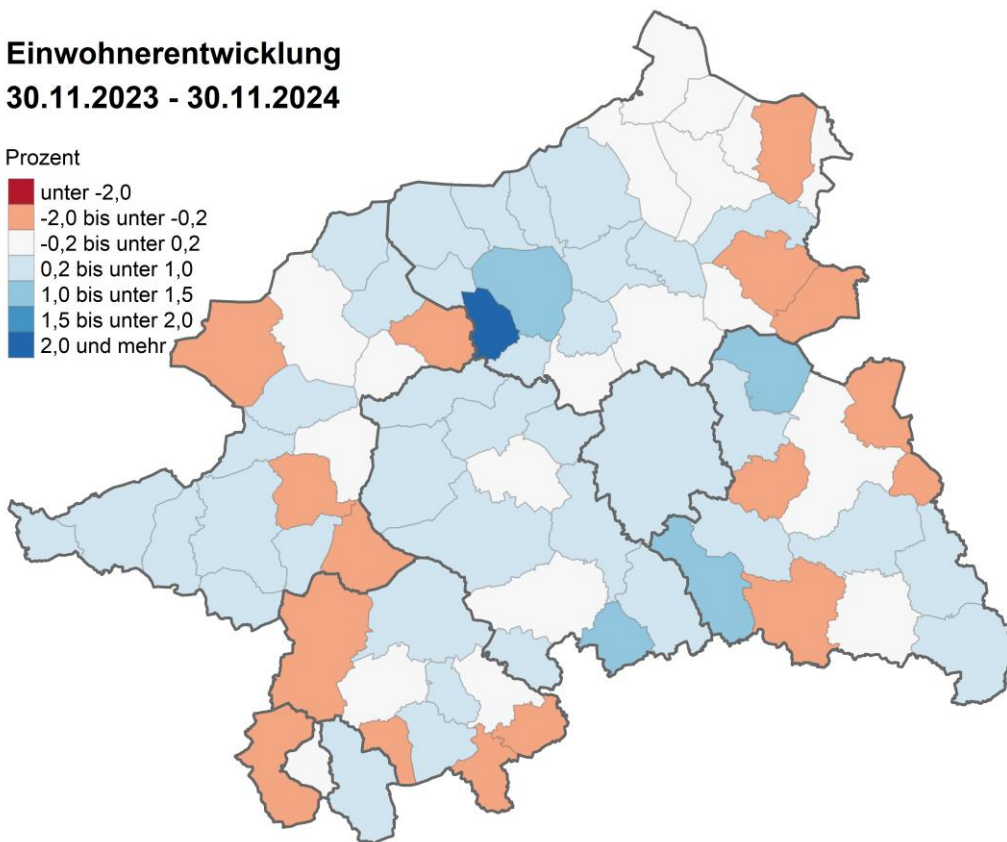 Einwohnerentwicklung
30.11.2023 - 30.11.2024
Prozent
unter -2,0
-2,0 bis unter -0,2
-0,2 bis unter 0,2
0,2 bis unter 1,0
1,0 bis unter 1,5
1,5 bis unter 2,0
2,0 und mehr